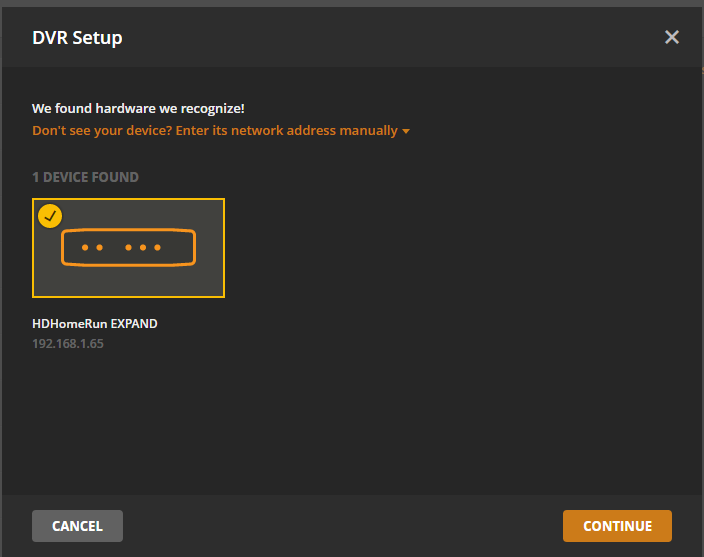 DVR Setup
We found hardware we recognize!
Don't see your device? Enter its network address manually
1 DEVICE FOUND
HDHomeRun EXPAND
192.168.1.65
CANCEL
CONTINUE